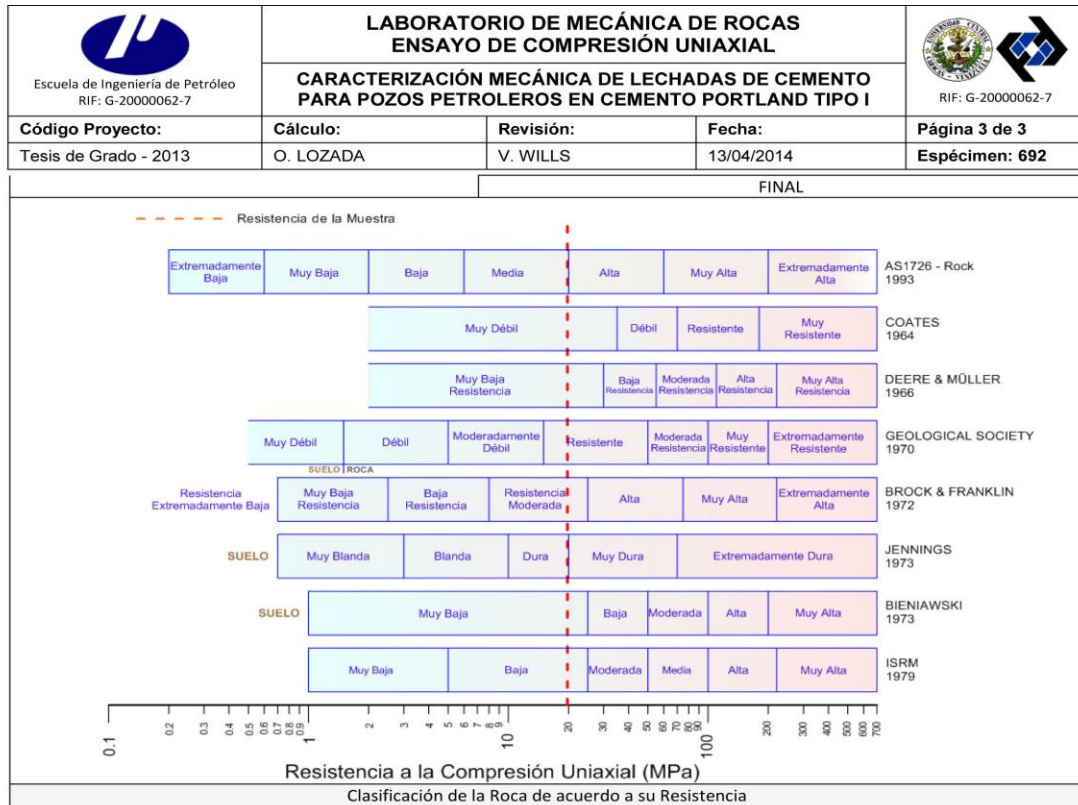 LABORATORIO DE MECÁNICA DE ROCAS
ENSAYO DE COMPRESIÓN UNIAXIAL
Escuela de Ingeniería de Petróleo
RIF: G-20000062-7
CARACTERIZACIÓN MECÁNICA DE LECHADAS DE CEMENTO
PARA POZOS PETROLEROS EN CEMENTO PORTLAND TIPO I
RIF: G-20000062-7
Código Proyecto: Cálculo: Revisión: Fecha: Página 3 de 3
Tesis de Grado - 2013 O. LOZADA V. WILLS 13/04/2014 Espécimen: 692
FINAL
Resistencia de la Muestra
Extremadamente Baja Muy Baja Baja Media Alta Muy Alta Extremadamente Alta AS1726 - Rock
1993
Muy Débil Débil Resistente Muy Resistente COATES
1964
Muy Baja Resistencia Baja Resistencia Moderada Resistencia Alta Resistencia Muy Alta Resistencia DEERE & MÜLLER
1966
Muy Débil Débil Moderadamente Débil Resistente Moderada Resistencia Muy Resistente Extremadamente Resistente GEOLOGICAL SOCIETY
1970
SUELO ROCA
Resistencia Extremadamente Baja Muy Baja Resistencia Baja Resistencia Resistencia Moderada Alta Muy Alta Extremadamente Alta BROCK & FRANKLIN
1972
SUELO Muy Blanda Blanda Dura Muy Dura Extremadamente Dura JENNINGS
1973
SUELO Muy Baja Baja Moderada Alta Muy Alta BIENIAWSKI
1973
Muy Baja Baja Moderada Media Alta Muy Alta ISRM
1979
0.1 0.2 0.3 0.4 0.5 0.6 0.7 0.8 0.9 1 2 3 4 5 6 7 8 9 10 20 30 40 50 60 70 80 90 100 200 300 400 500 600 700
Resistencia a la Compresión Uniaxial (MPa)
Clasificación de la Roca de acuerdo a su Resistencia